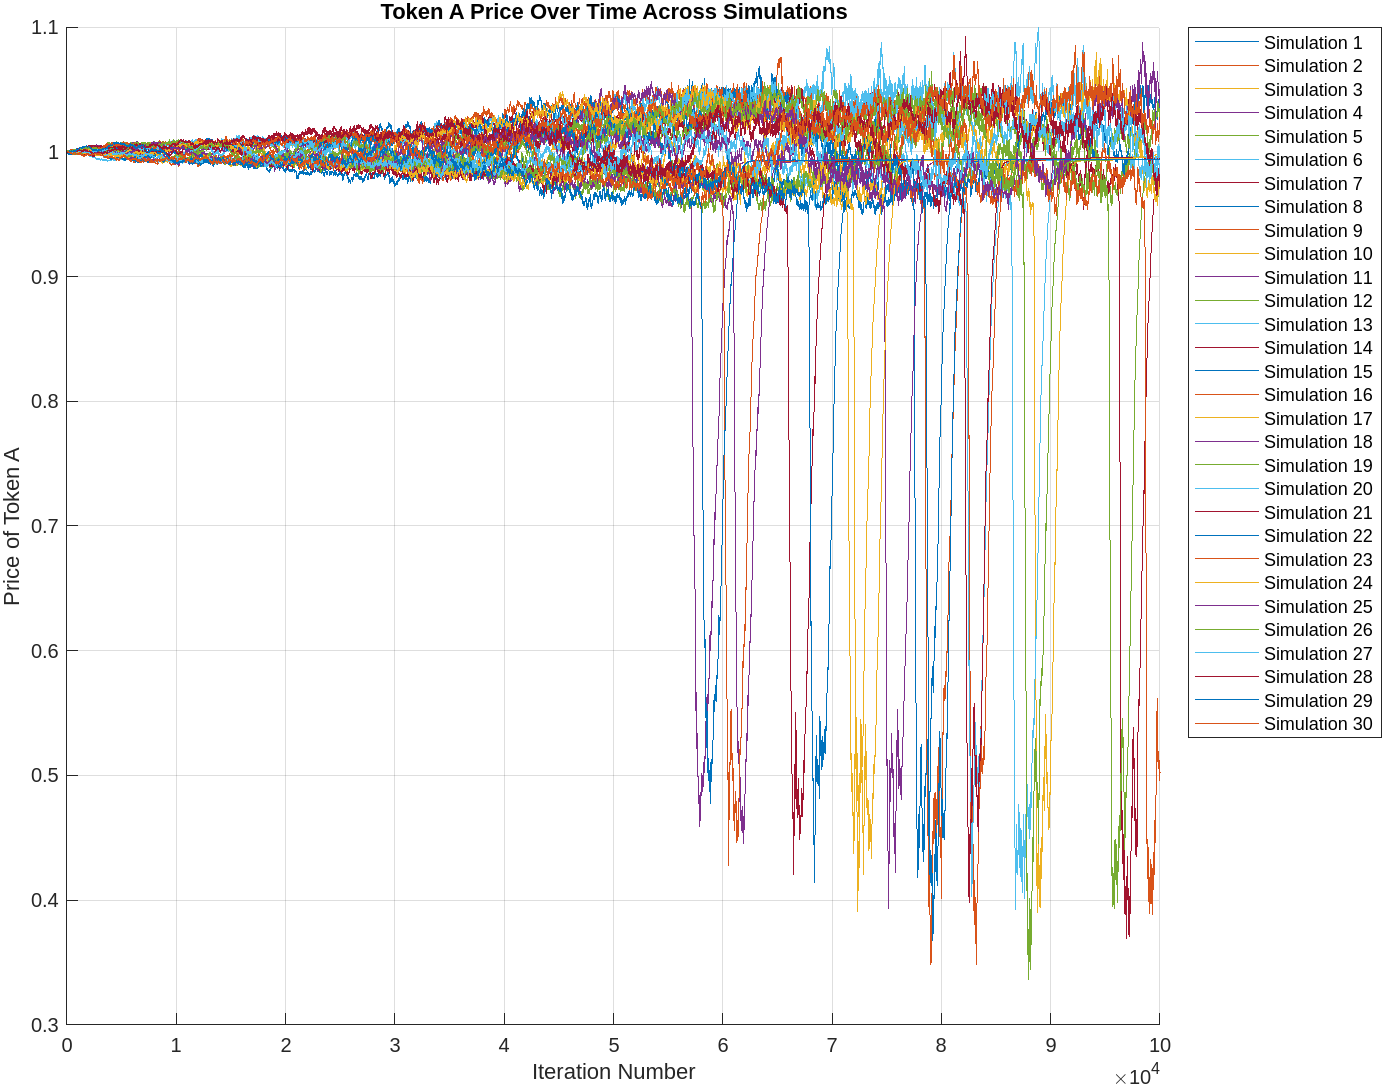 Token A Price Over Time Across Simulations
1.1
1
0.9
0.8
0.7
0.6
0.5
0.4
0.3
Price of Token A
0 1 2 3 4 5 6 7 8 9 10
Iteration Number
×10^4
Simulation 1
Simulation 2
Simulation 3
Simulation 4
Simulation 5
Simulation 6
Simulation 7
Simulation 8
Simulation 9
Simulation 10
Simulation 11
Simulation 12
Simulation 13
Simulation 14
Simulation 15
Simulation 16
Simulation 17
Simulation 18
Simulation 19
Simulation 20
Simulation 21
Simulation 22
Simulation 23
Simulation 24
Simulation 25
Simulation 26
Simulation 27
Simulation 28
Simulation 29
Simulation 30